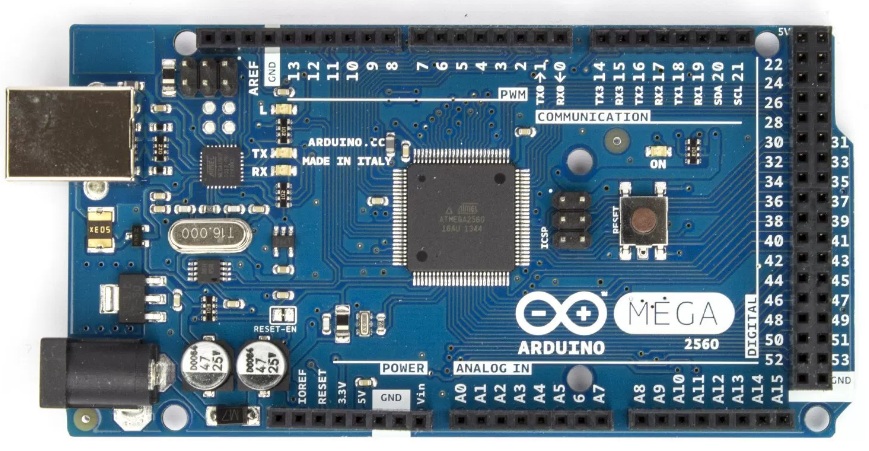 5V
AREF
GND
13
12
11
10
9
8
7
6
5
4
3
2
TX0→1
RX0←0
TX3 14
RX3 15
TX2 16
RX2 17
TX1 18
RX1 19
SDA 20
SCL 21
PWM
COMMUNICATION
L
TX
RX
ARDUINO.CC
MADE IN ITALY
ON
22
24
26
28
30 31
32 33
34 35
36 37
38 39
40 41
42 43
44 45
46 47
48 49
50 51
52 53
GND
DIGITAL
T16.000
ATMEGA2560
16AU 1344
ICSP
RESET
RESET-EN
47
25V
47
25V
M7
MEGA
2560
ARDUINO
POWER
ANALOG IN
IOREF
RESET
3.3V
5V
GND
Vin
A0
A1
A2
A3
A4
A5
6
A7
A8
A9
A10
A11
A12
A13
A14
A15